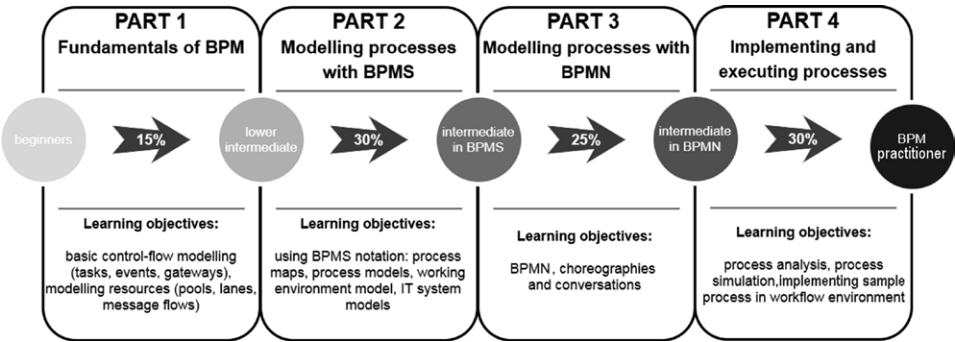 PART 1
Fundamentals of BPM
PART 2
Modelling processes
with BPMS
PART 3
Modelling processes with
BPMN
PART 4
Implementing and
executing processes
beginners
15%
lower
intermediate
30%
intermediate
in BPMS
25%
intermediate
in BPMN
30%
BPM
practitioner
Learning objectives:
basic control-flow modelling
(tasks, events, gateways),
modelling resources (pools, lanes,
message flows)
Learning objectives:
using BPMS notation: process
maps, process models, working
environment model, IT system
models
Learning objectives:
BPMN, choreographies
and conversations
Learning objectives:
process analysis, process
simulation,implementing sample
process in workflow environment